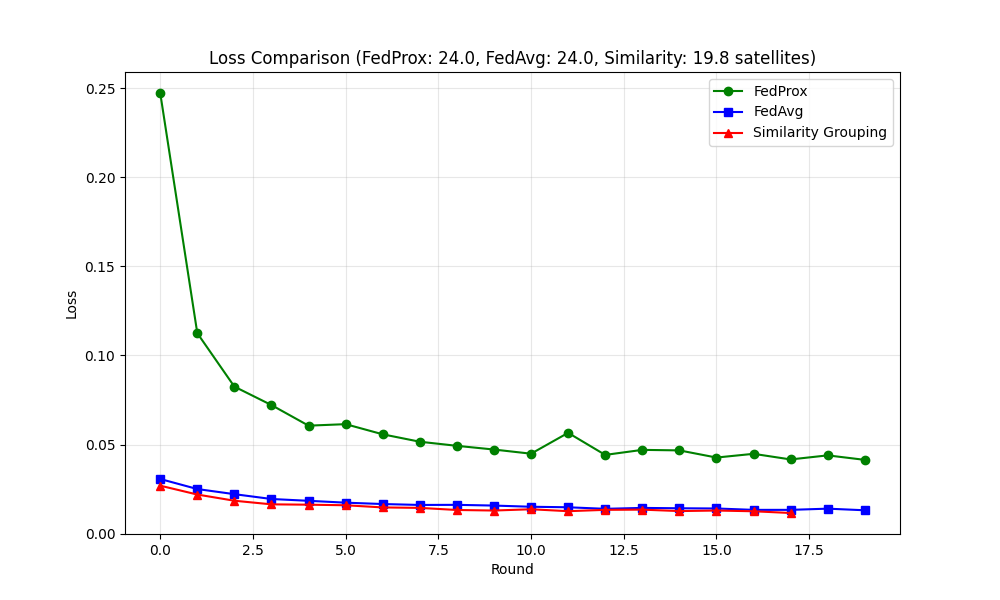 Loss Comparison (FedProx: 24.0, FedAvg: 24.0, Similarity: 19.8 satellites)
FedProx
FedAvg
Similarity Grouping
0.25
0.20
0.15
0.10
0.05
0.00
Loss
0.0 2.5 5.0 7.5 10.0 12.5 15.0 17.5
Round